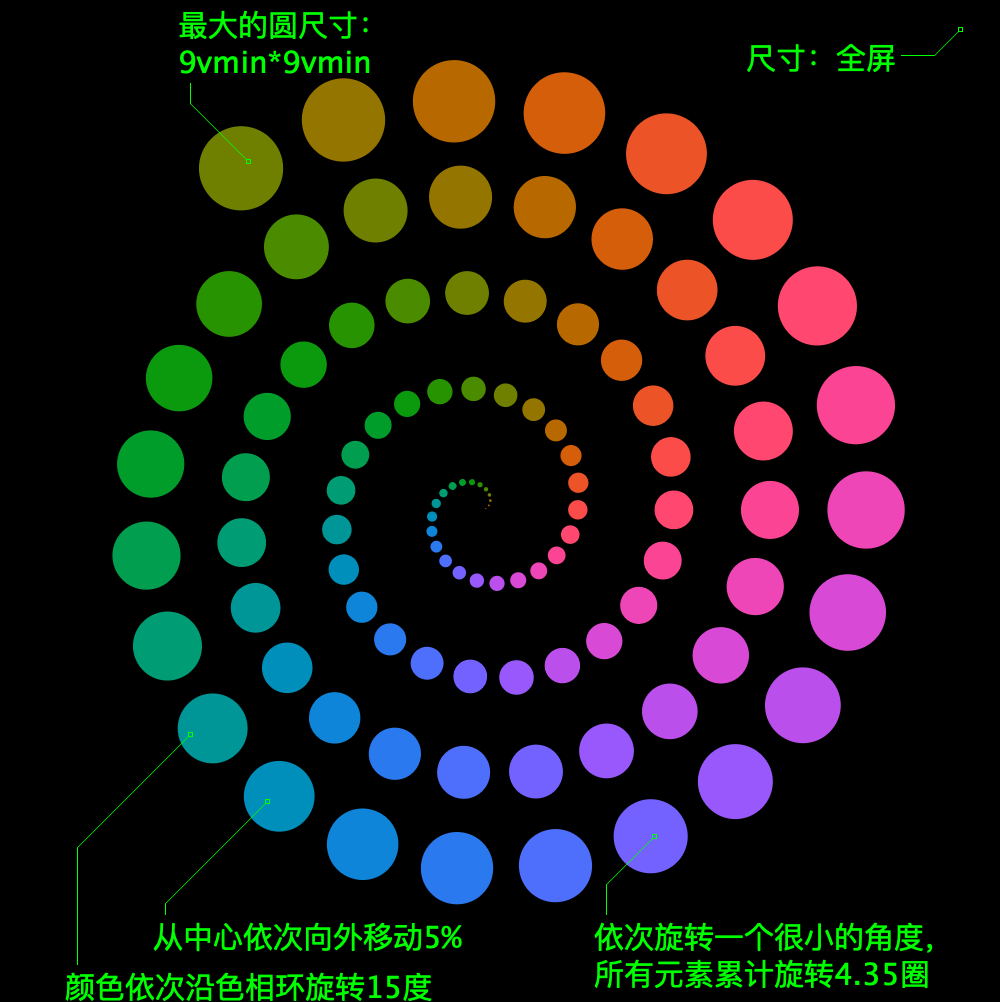 最大的圆尺寸：
9vmin*9vmin
尺寸：全屏
从中心依次向外移动5%
颜色依次沿色相环旋转15度
依次旋转一个很小的角度，
所有元素累计旋转4.35圈